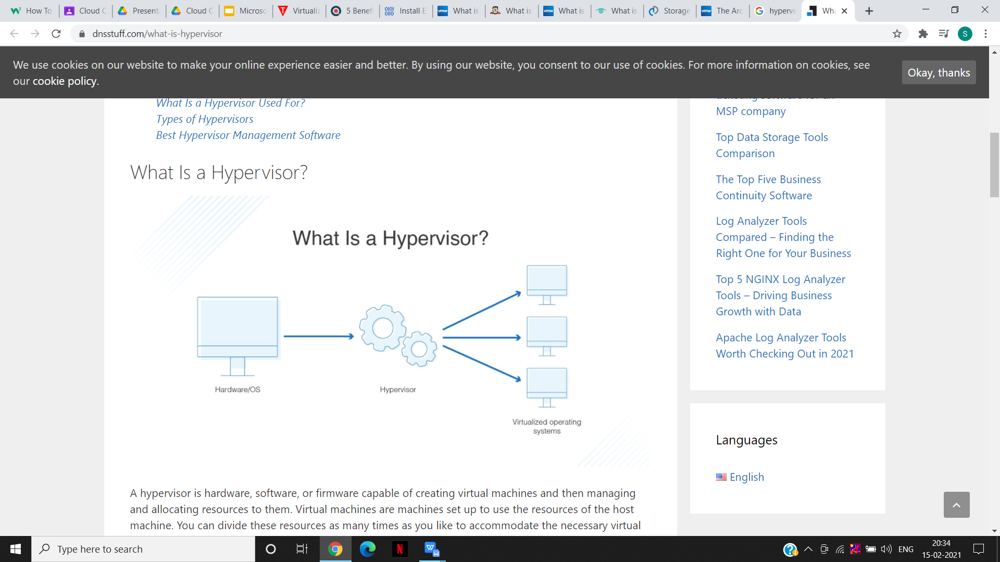 How To
Cloud C
Present
Cloud C
Microso
Virtualiz
5 Benef
Install E
What is
What is
What is
What is
Storage
The Arc
hypervi
Wha
dnsstuff.com/what-is-hypervisor
S
We use cookies on our website to make your online experience easier and better. By using our website, you consent to our use of cookies. For more information on cookies, see
our cookie policy.
Okay, thanks
What Is a Hypervisor Used For?
Types of Hypervisors
Best Hypervisor Management Software
What Is a Hypervisor?
What Is a Hypervisor?
Hardware/OS
Hypervisor
Virtualized operating
systems
A hypervisor is hardware, software, or firmware capable of creating virtual machines and then managing
and allocating resources to them. Virtual machines are machines set up to use the resources of the host
machine. You can divide these resources as many times as you like to accommodate the necessary virtual
MSP company
Top Data Storage Tools
Comparison
The Top Five Business
Continuity Software
Log Analyzer Tools
Compared – Finding the
Right One for Your Business
Top 5 NGINX Log Analyzer
Tools – Driving Business
Growth with Data
Apache Log Analyzer Tools
Worth Checking Out in 2021
Languages
English
Type here to search
ENG
20:34
15-02-2021